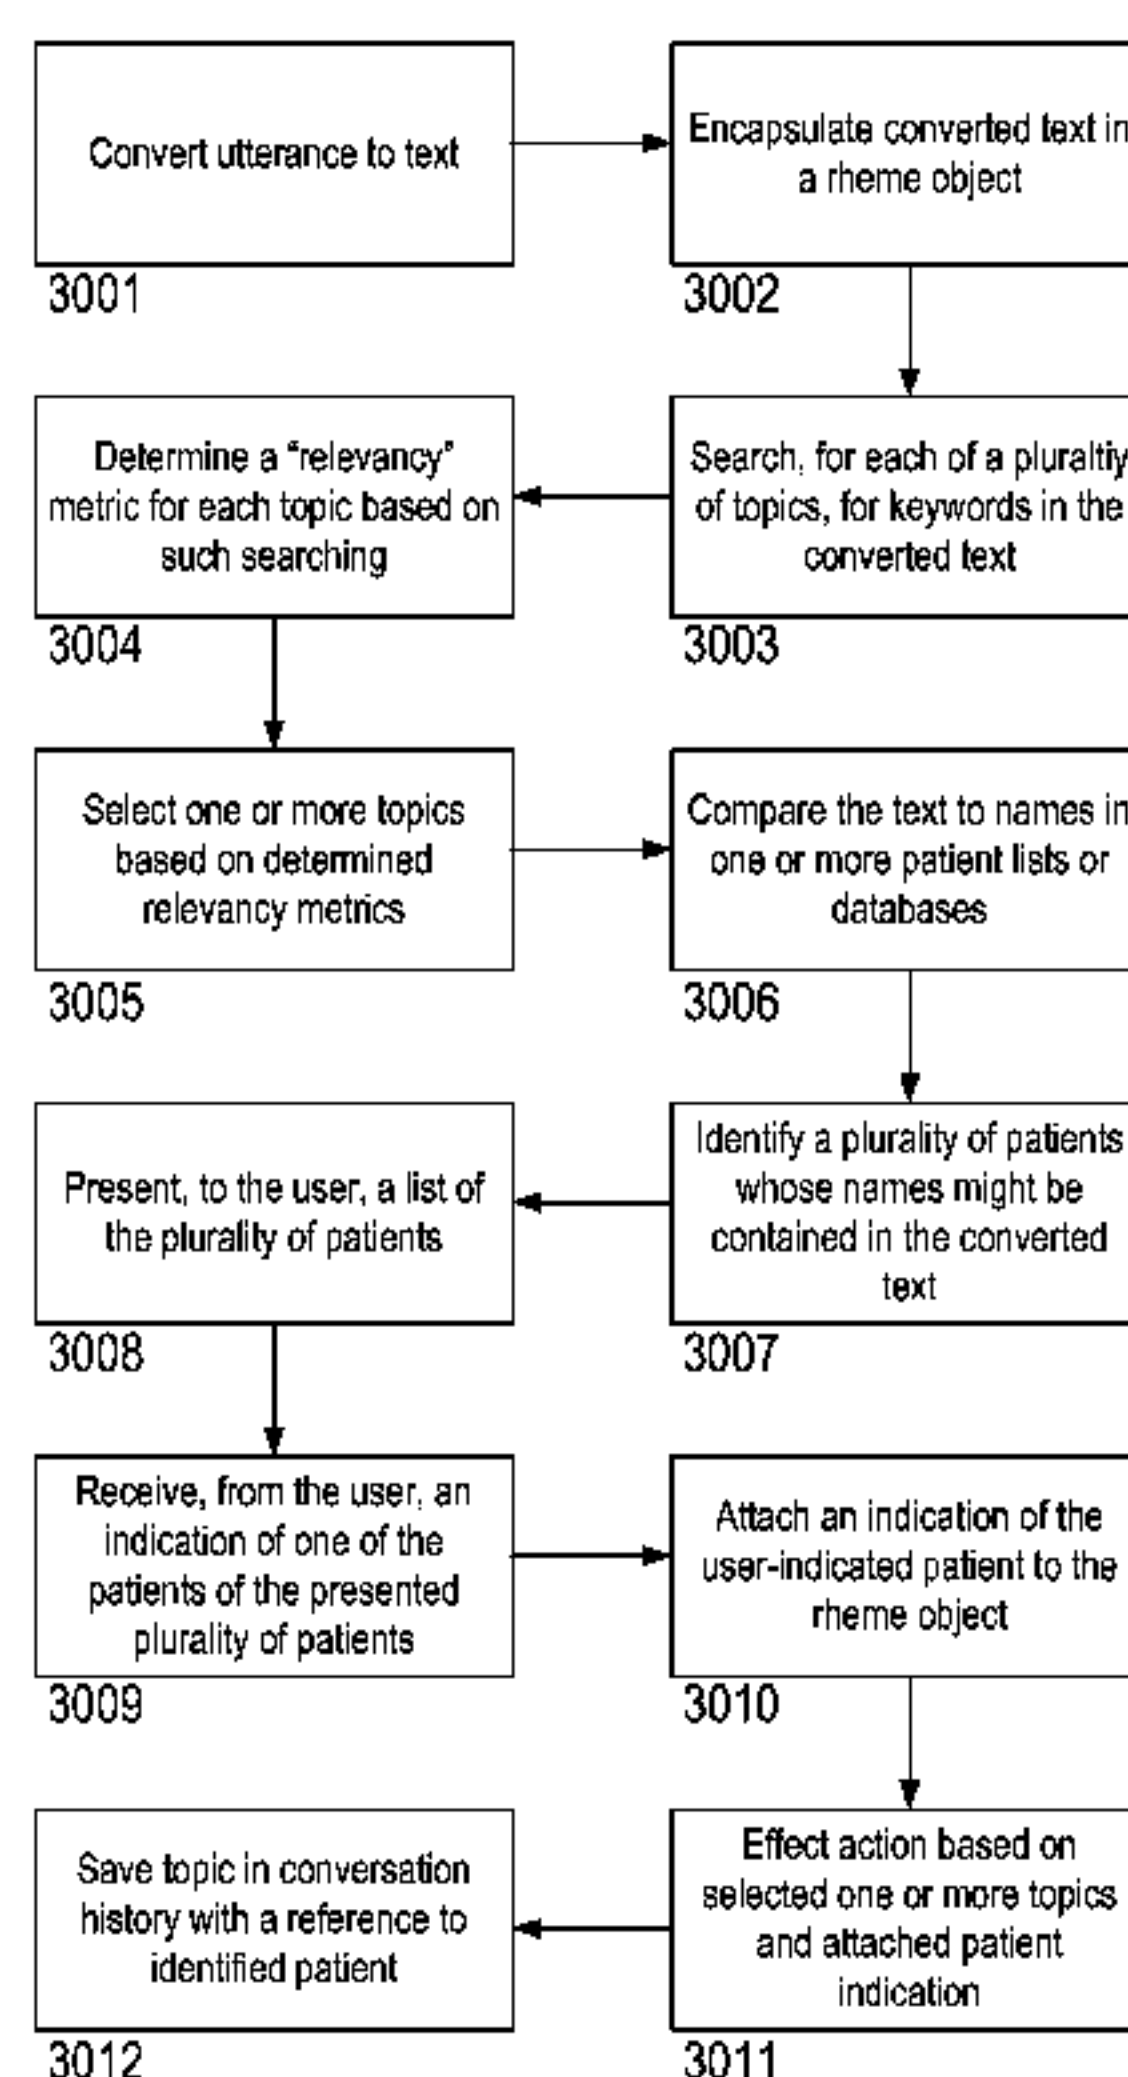 Convert utterance to text
3001
Encapsulate converted text in
a rheme object
3002
Search, for each of a pluraltiy
of topics, for keywords in the
converted text
3003
Determine a “relevancy”
metric for each topic based on
such searching
3004
Select one or more topics
based on determined
relevancy metrics
3005
Compare the text to names in
one or more patient lists or
databases
3006
Identify a plurality of patients
whose names might be
contained in the converted
text
3007
Present, to the user, a list of
the plurality of patients
3008
Receive, from the user, an
indication of one of the
patients of the presented
plurality of patients
3009
Attach an indication of the
user-indicated patient to the
rheme object
3010
Effect action based on
selected one or more topics
and attached patient
indication
3011
Save topic in conversation
history with a reference to
identified patient
3012